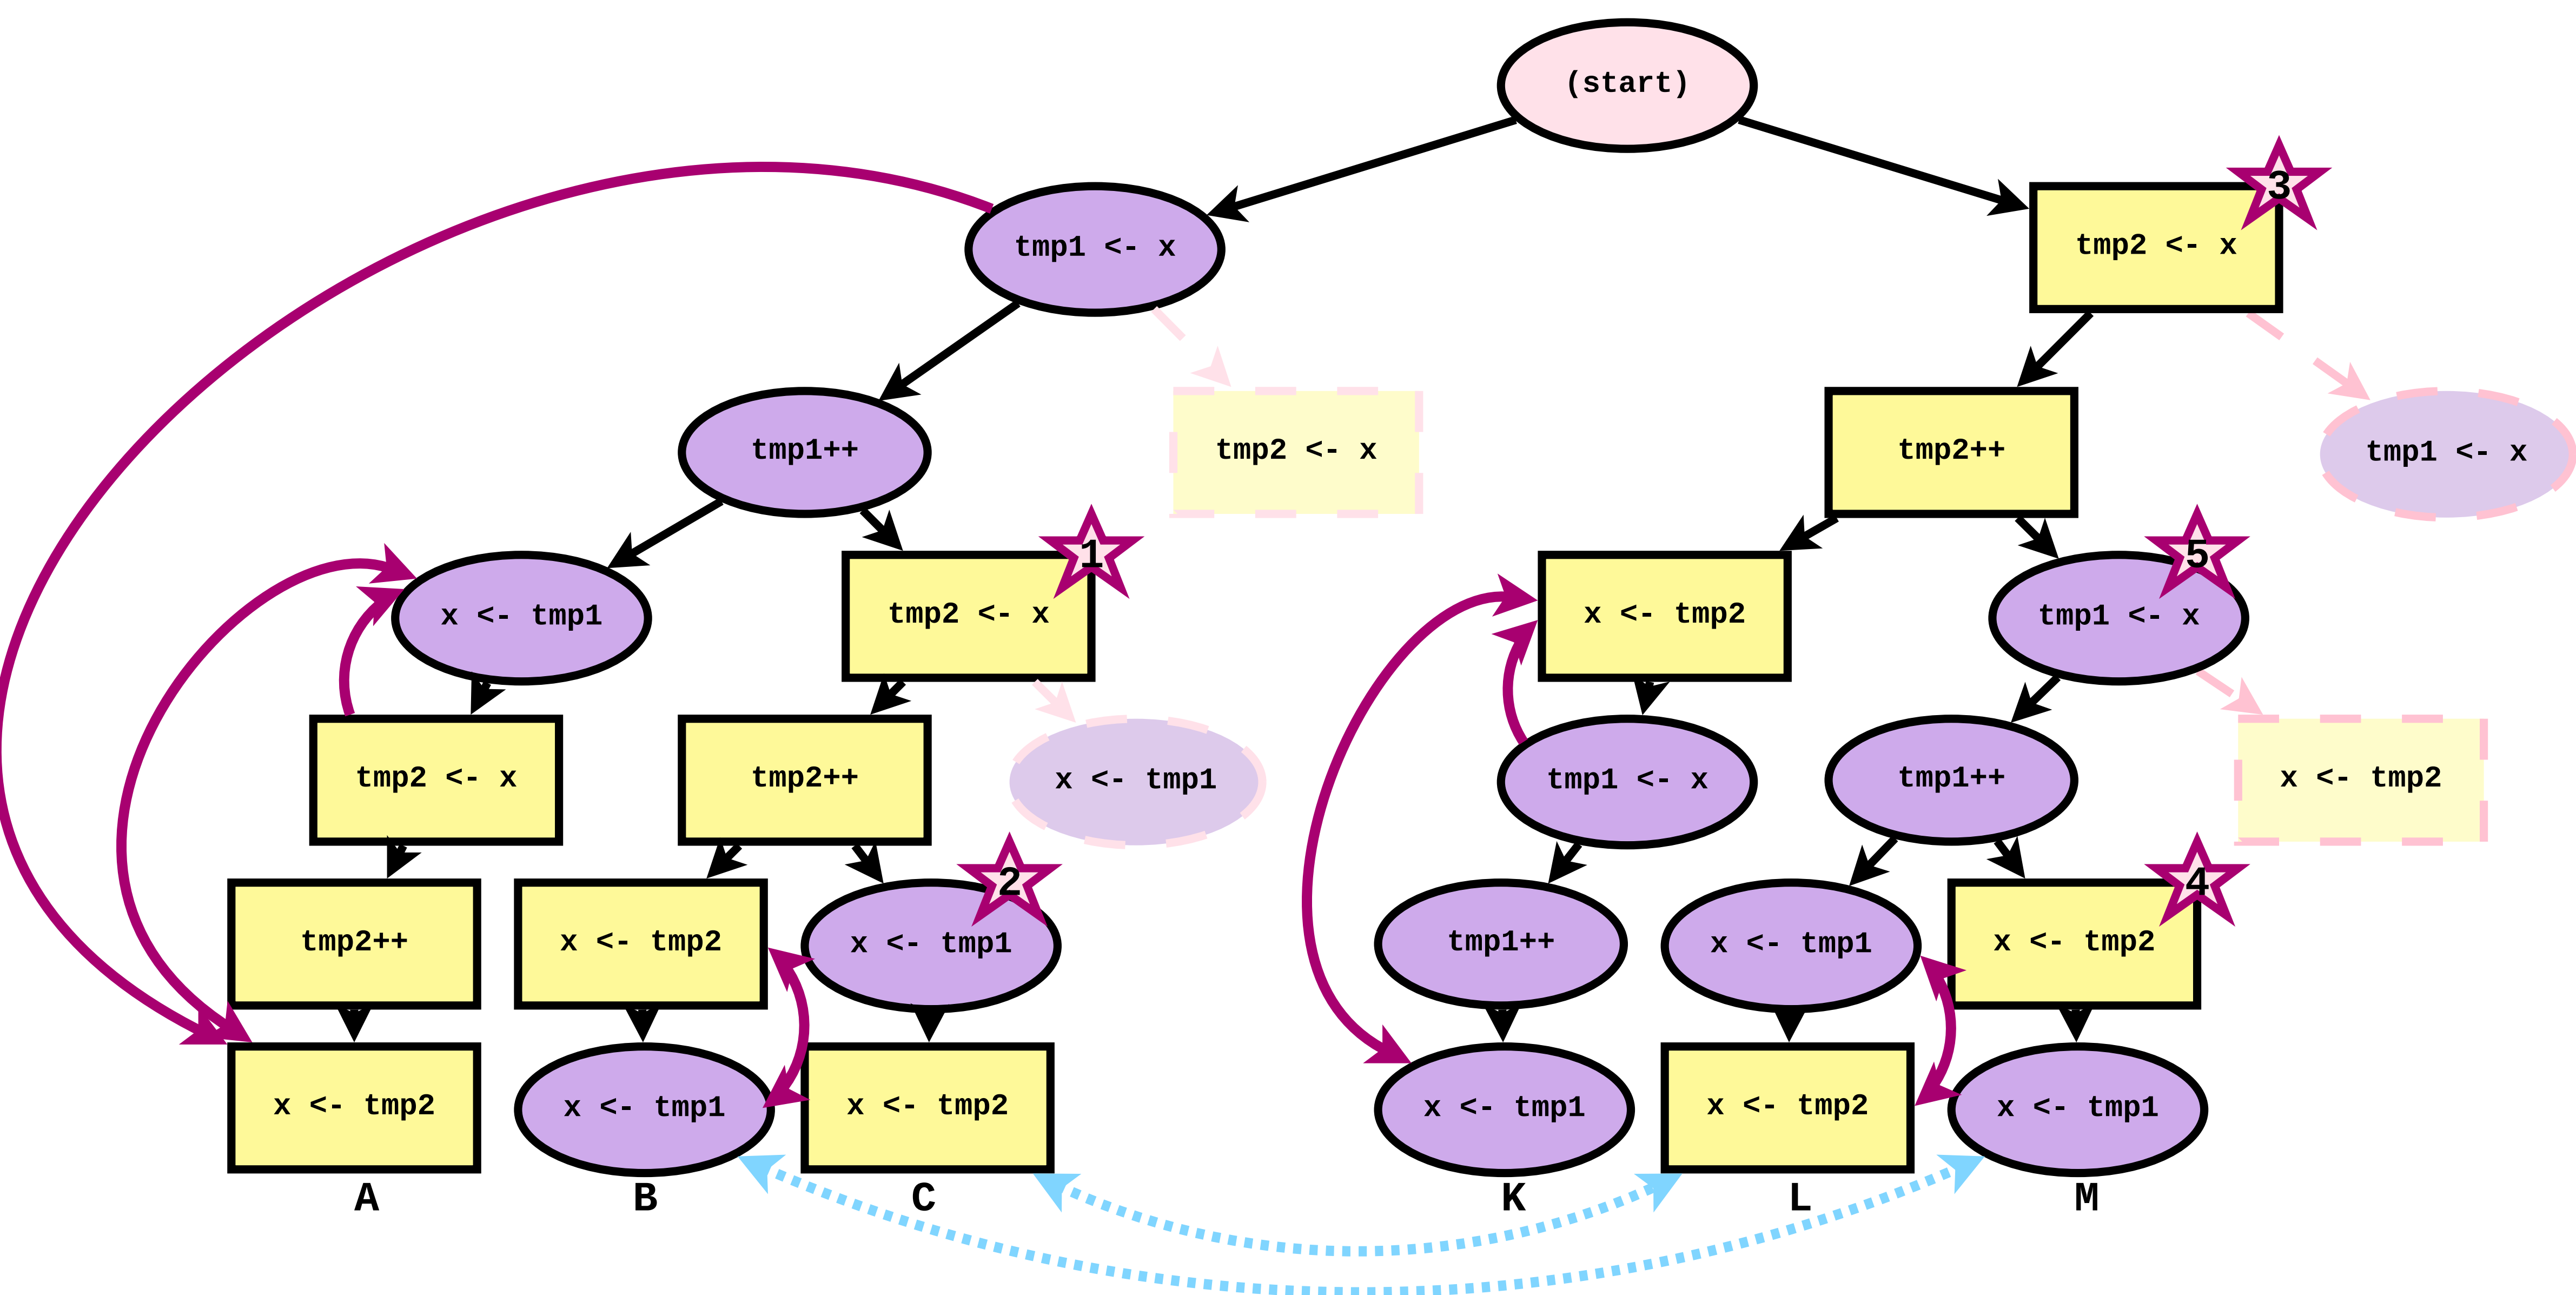 (start)
3
tmp1 <- x
tmp2 <- x
tmp1++
tmp2 <- x
tmp2++
tmp1 <- x
1
5
x <- tmp1
tmp2 <- x
x <- tmp2
tmp1 <- x
tmp2 <- x
tmp2++
x <- tmp1
tmp1 <- x
tmp1++
x <- tmp2
2
4
tmp2++
x <- tmp2
x <- tmp1
tmp1++
x <- tmp1
x <- tmp2
x <- tmp2
x <- tmp1
x <- tmp2
x <- tmp1
x <- tmp2
x <- tmp1
A
B
C
K
L
M